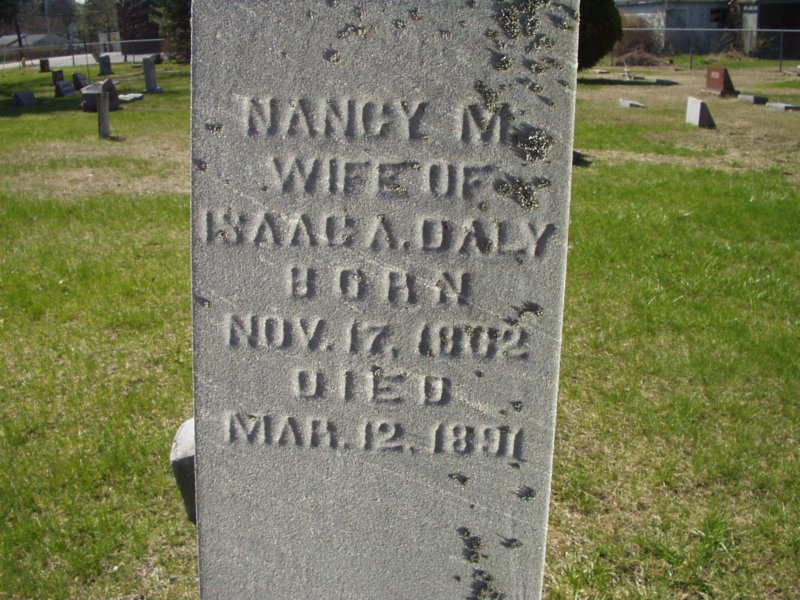 NANCY M
WIFE OF
ISAAC A. DALY
BORN
NOV. 17, 1862
DIED
MAR. 12, 1891